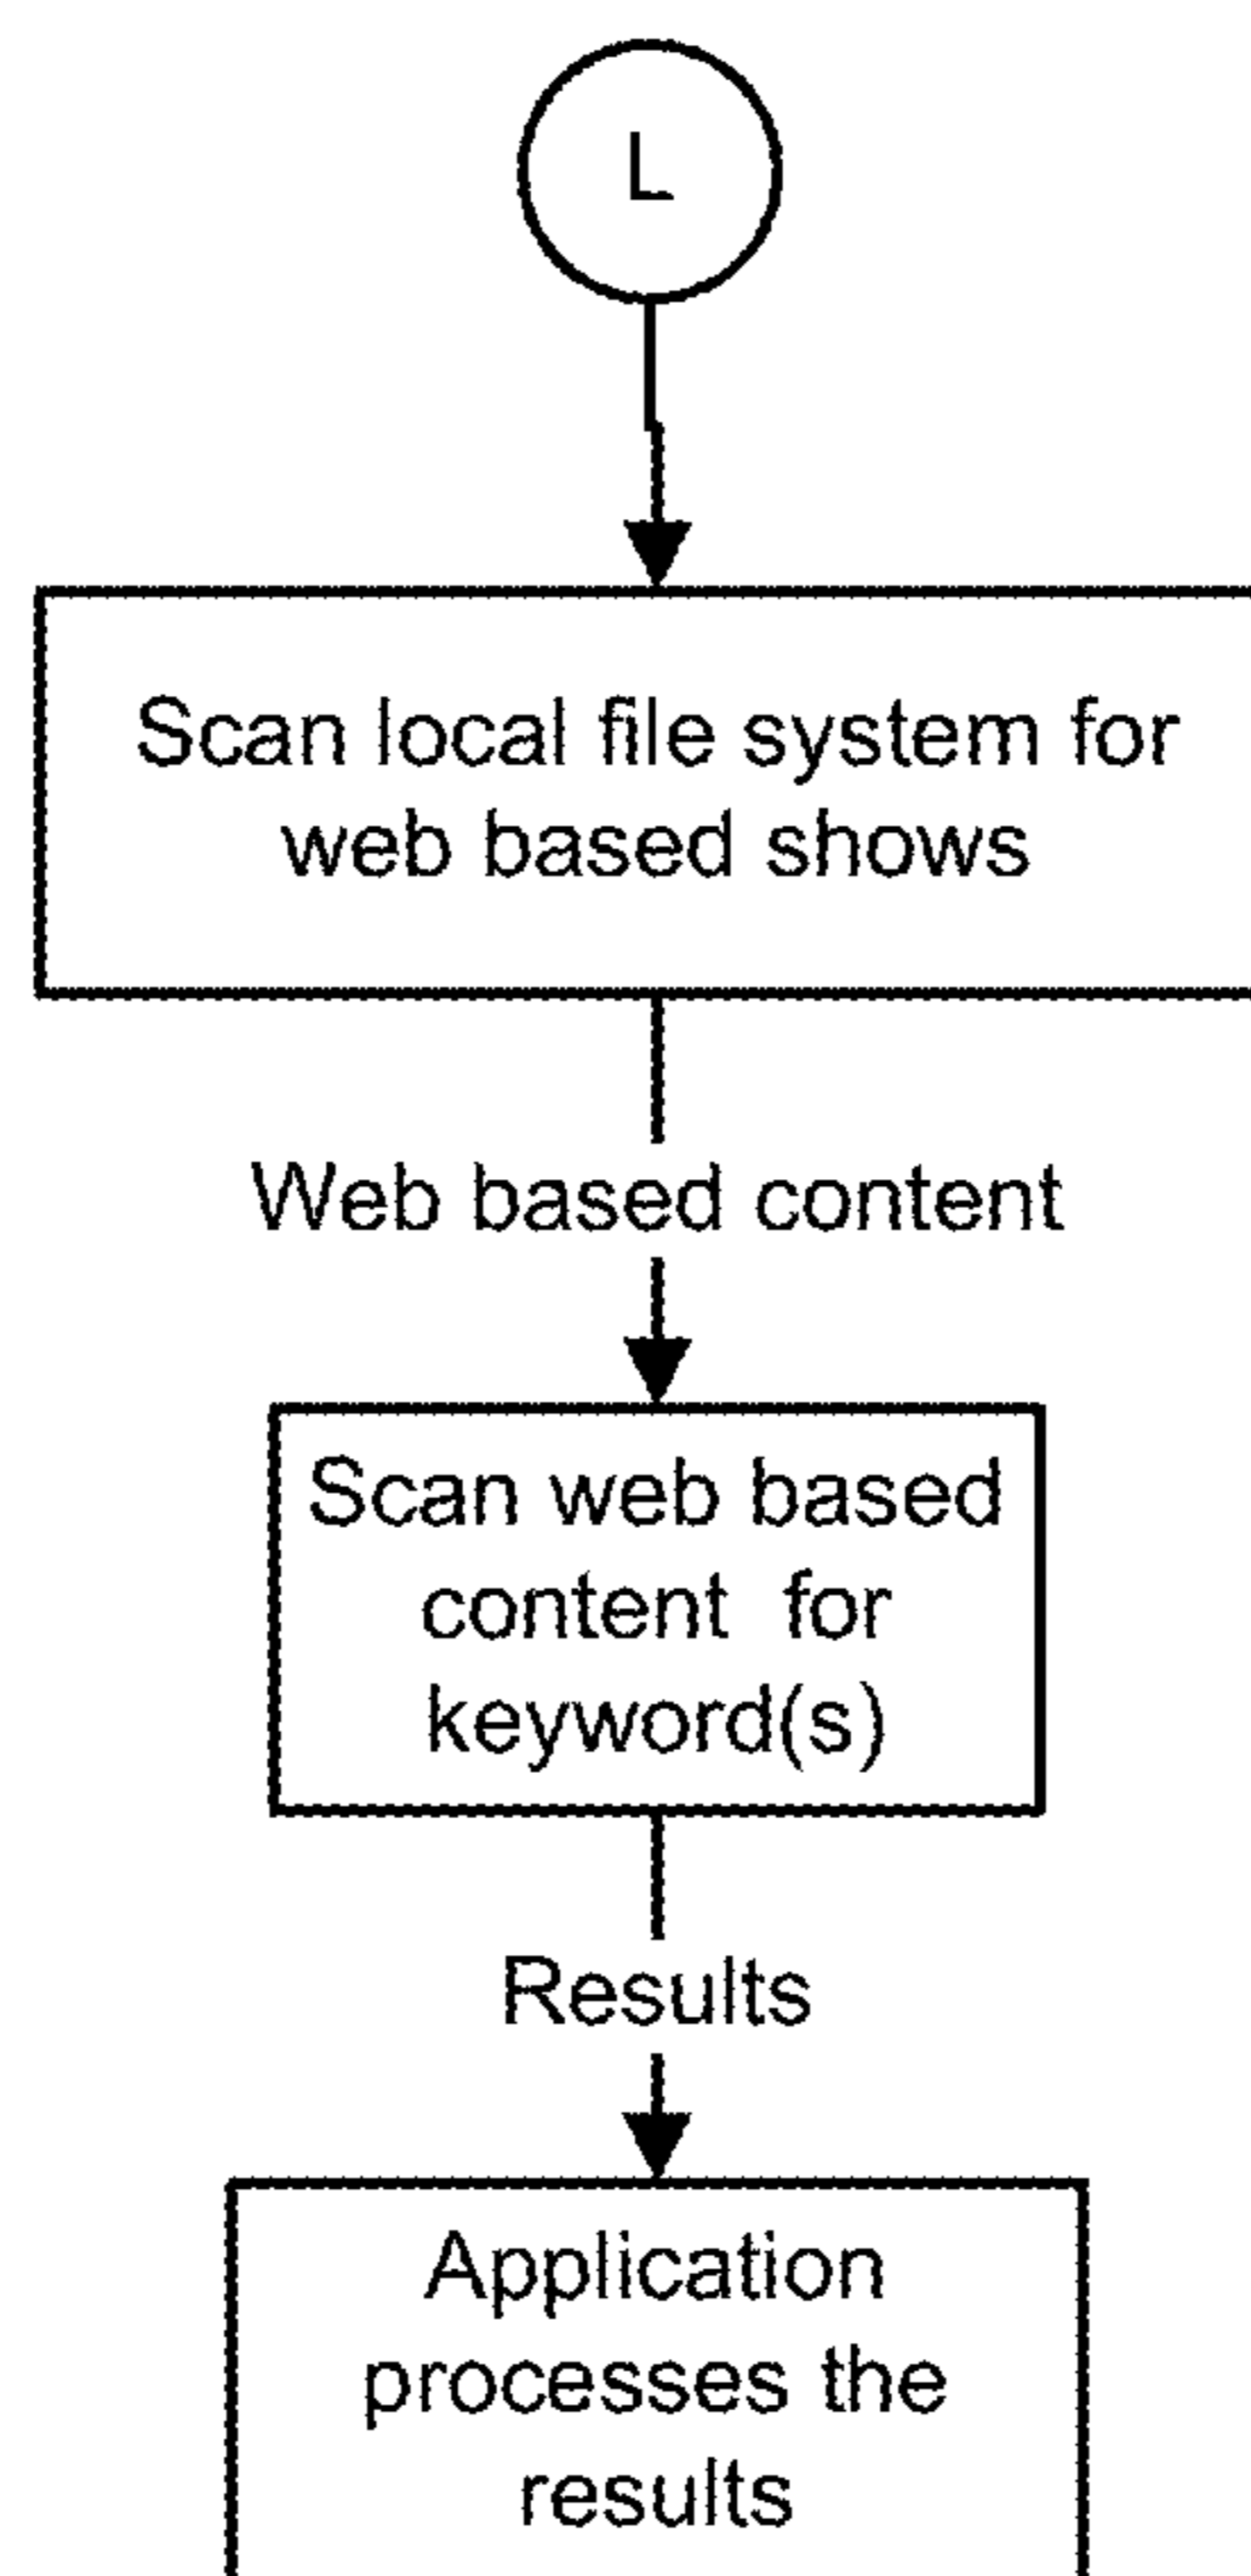 L
Scan local file system for
web based shows
Web based content
Scan web based
content for
keyword(s)
Results
Application
processes the
results